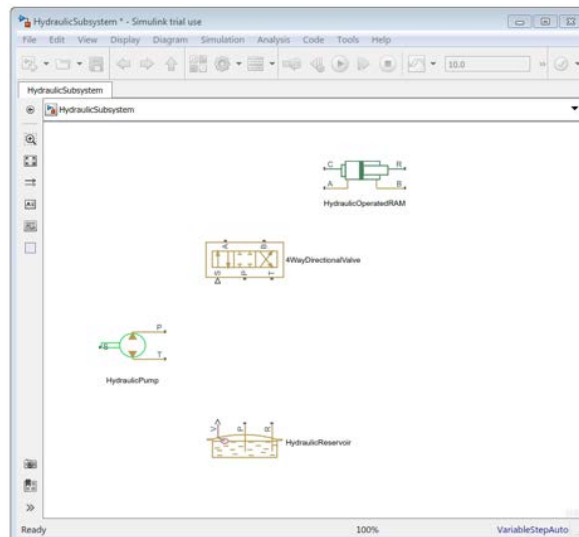 HydraulicSubsystem * - Simulink trial use
File Edit View Display Diagram Simulation Analysis Code Tools Help
10.0
HydraulicSubsystem
HydraulicSubsystem
C R
A B
HydraulicOperatedRAM
A B
4WayDirectionalValve
S P T
P
S
T
HydraulicPump
V P R
HydraulicReservoir
Ready 100% VariableStepAuto